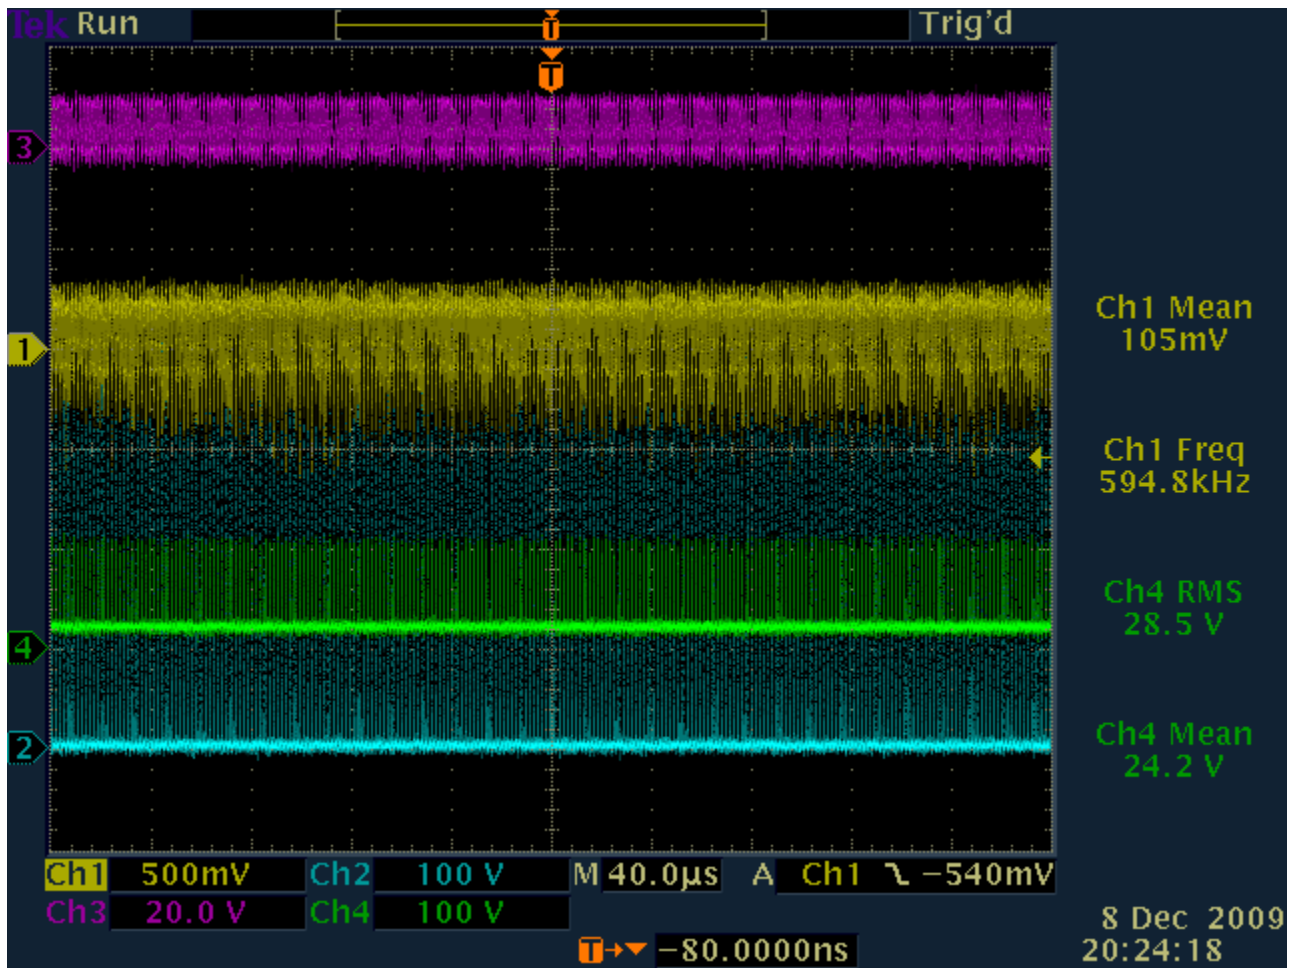 Tek Run Trig'd
T
T
3
Ch1 Mean
105mV
1
Ch1 Freq
594.8kHz
Ch4 RMS
28.5 V
4
Ch4 Mean
24.2 V
2
Ch1 500mV Ch2 100 V M 40.0µs A Ch1 -540mV
Ch3 20.0 V Ch4 100 V
8 Dec 2009
T→▼ -80.0000ns 20:24:18